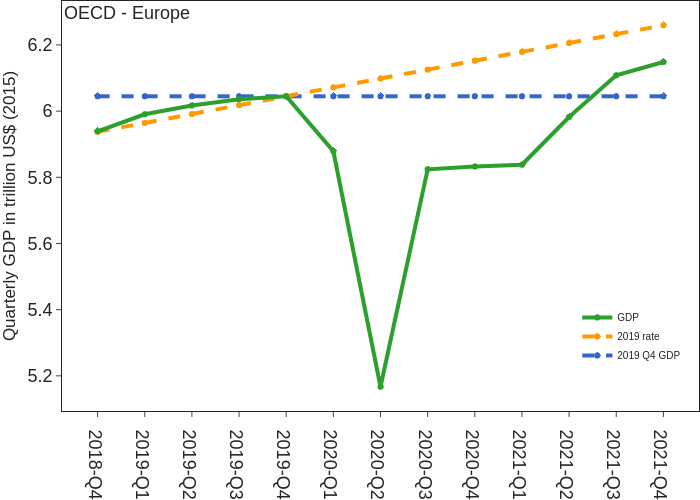 OECD - Europe
Quarterly GDP in trillion US$ (2015)
6.2
6
5.8
5.6
5.4
5.2
GDP
2019 rate
2019 Q4 GDP
2018-Q4
2019-Q1
2019-Q2
2019-Q3
2019-Q4
2020-Q1
2020-Q2
2020-Q3
2020-Q4
2021-Q1
2021-Q2
2021-Q3
2021-Q4